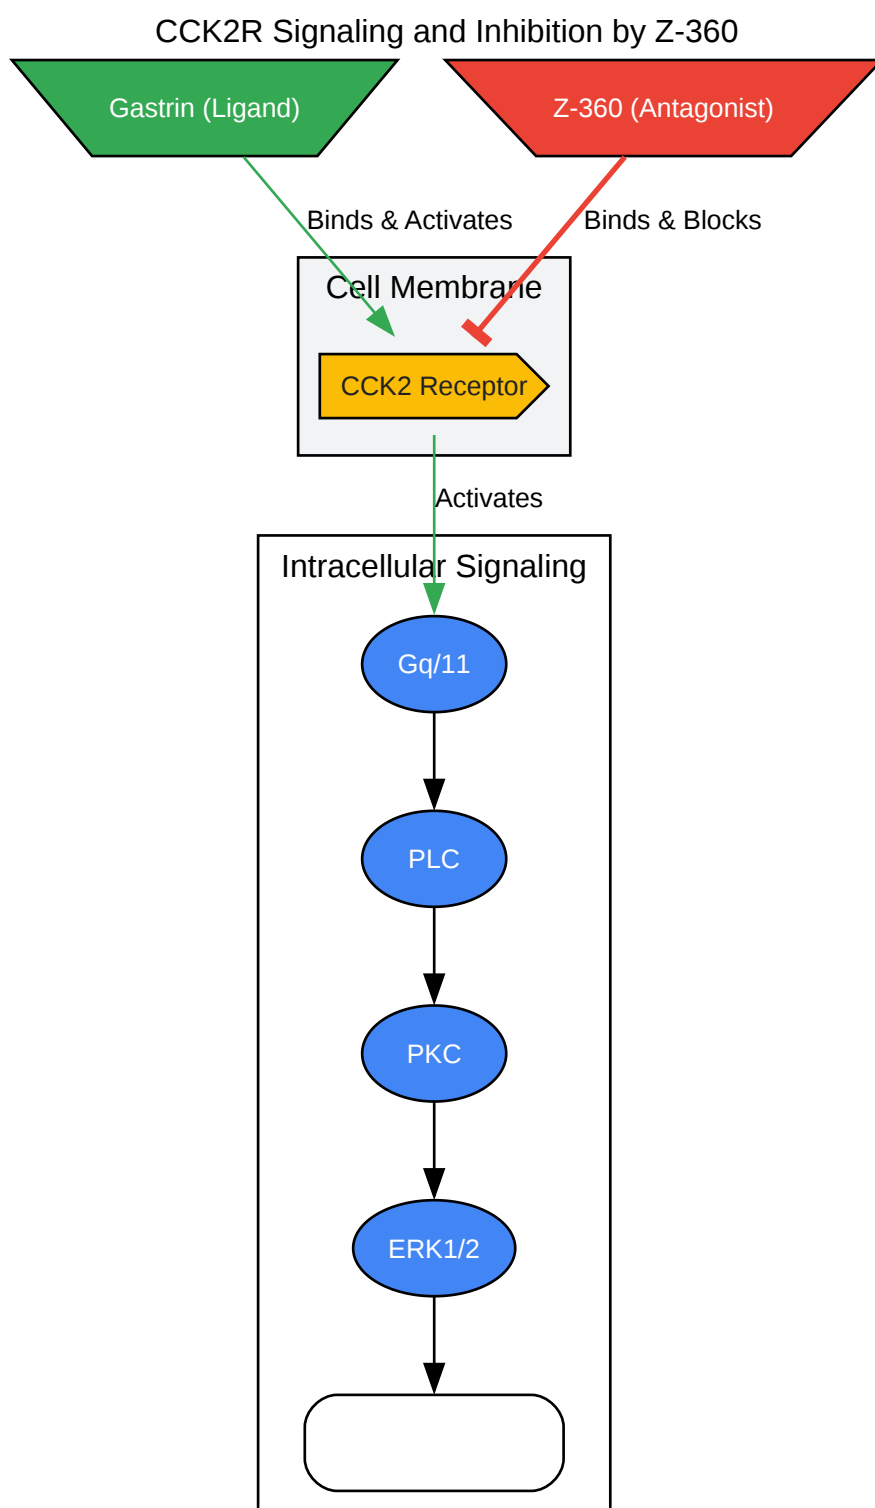 CCK2R Signaling and Inhibition by Z-360
Gastrin (Ligand)
Z-360 (Antagonist)
Binds & Activates
Binds & Blocks
Cell Membrane
CCK2 Receptor
Activates
Intracellular Signaling
Gq/11
PLC
PKC
ERK1/2